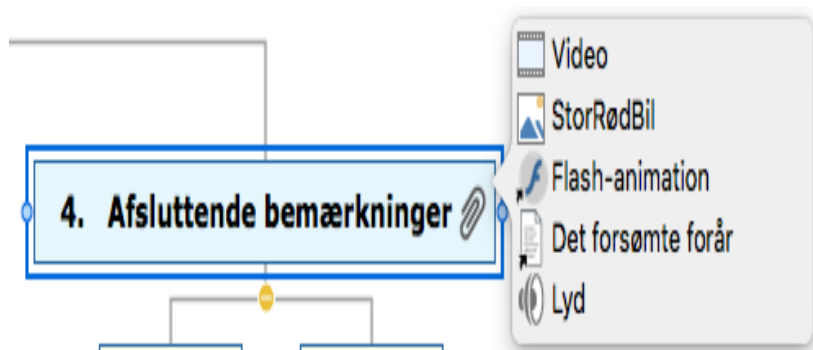 4. Afsluttende bemærkninger
Video
StorRødBil
Flash-animation
Det forsømte forår
Lyd